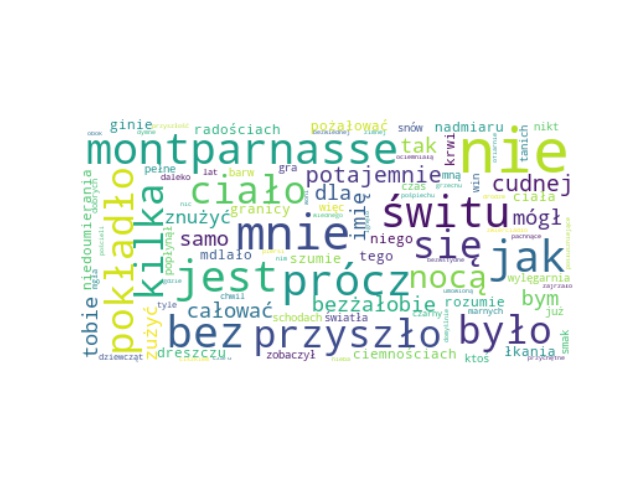 ginie
radościach
pożałować
snów
nadmiaru
nikt
montparnasse
tak
krwi
nie
tanich
pełne
daleko
lat
barw
gra
potajemnie
mną
win
cudnej
niedoumierania
pokładło
kilka
ciało
dla
imię
czas
ciała
znużyć
granicy
więc
świtu
mógł
samo
mnie
niego
się
jak
popłynął
mdlało
szumie
tego
jest
prócz
nocą
wylęgarnia
bym
już
tobie
zużyć
chwil
całować
bezżałobie
rozumie
tyle
schodach
światła
czarny
marnych
bez
przyszło
było
smak
dziewcząt
dreszczu
zobaczył
ciemnościach
ktos
łkania
przychętne